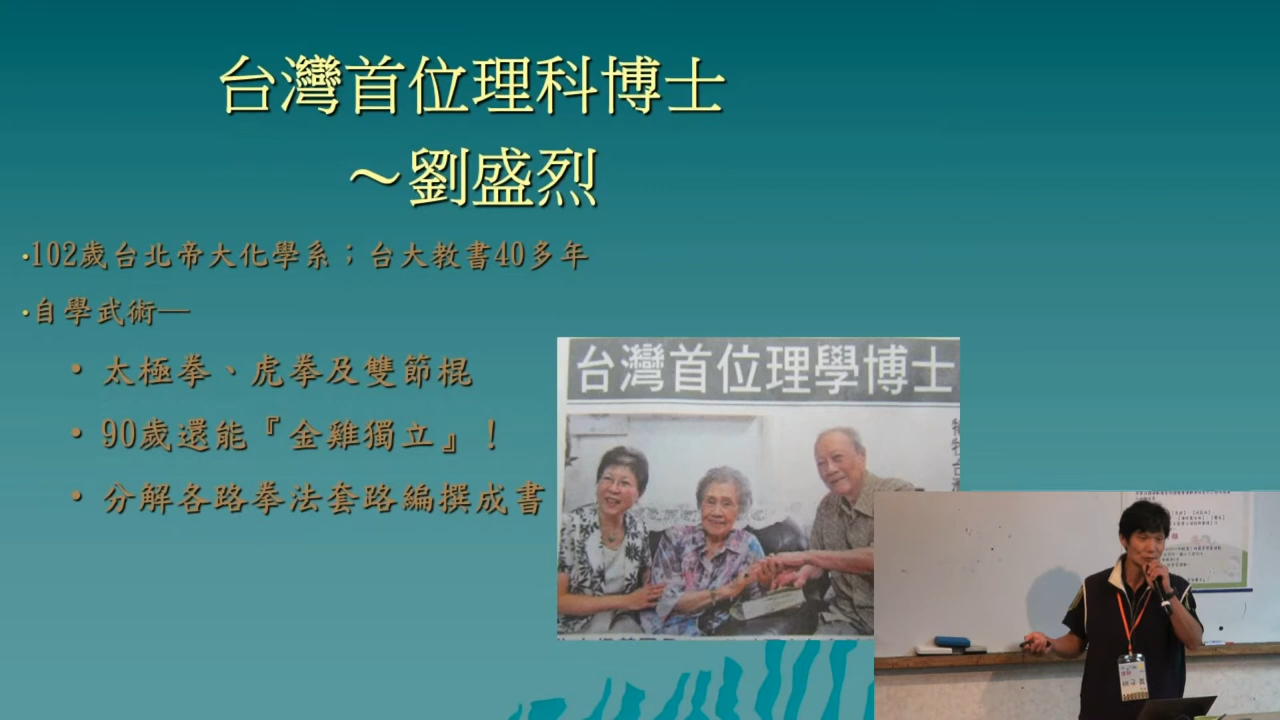 台灣首位理科博士
～劉盛烈
•102歲台北帝大化學系；台大教書40多年
•自學武術—
• 太極拳、虎拳及雙節棍
• 90歲還能『金雞獨立』！
• 分解各路拳法套路編撰成書
台灣首位理學博士